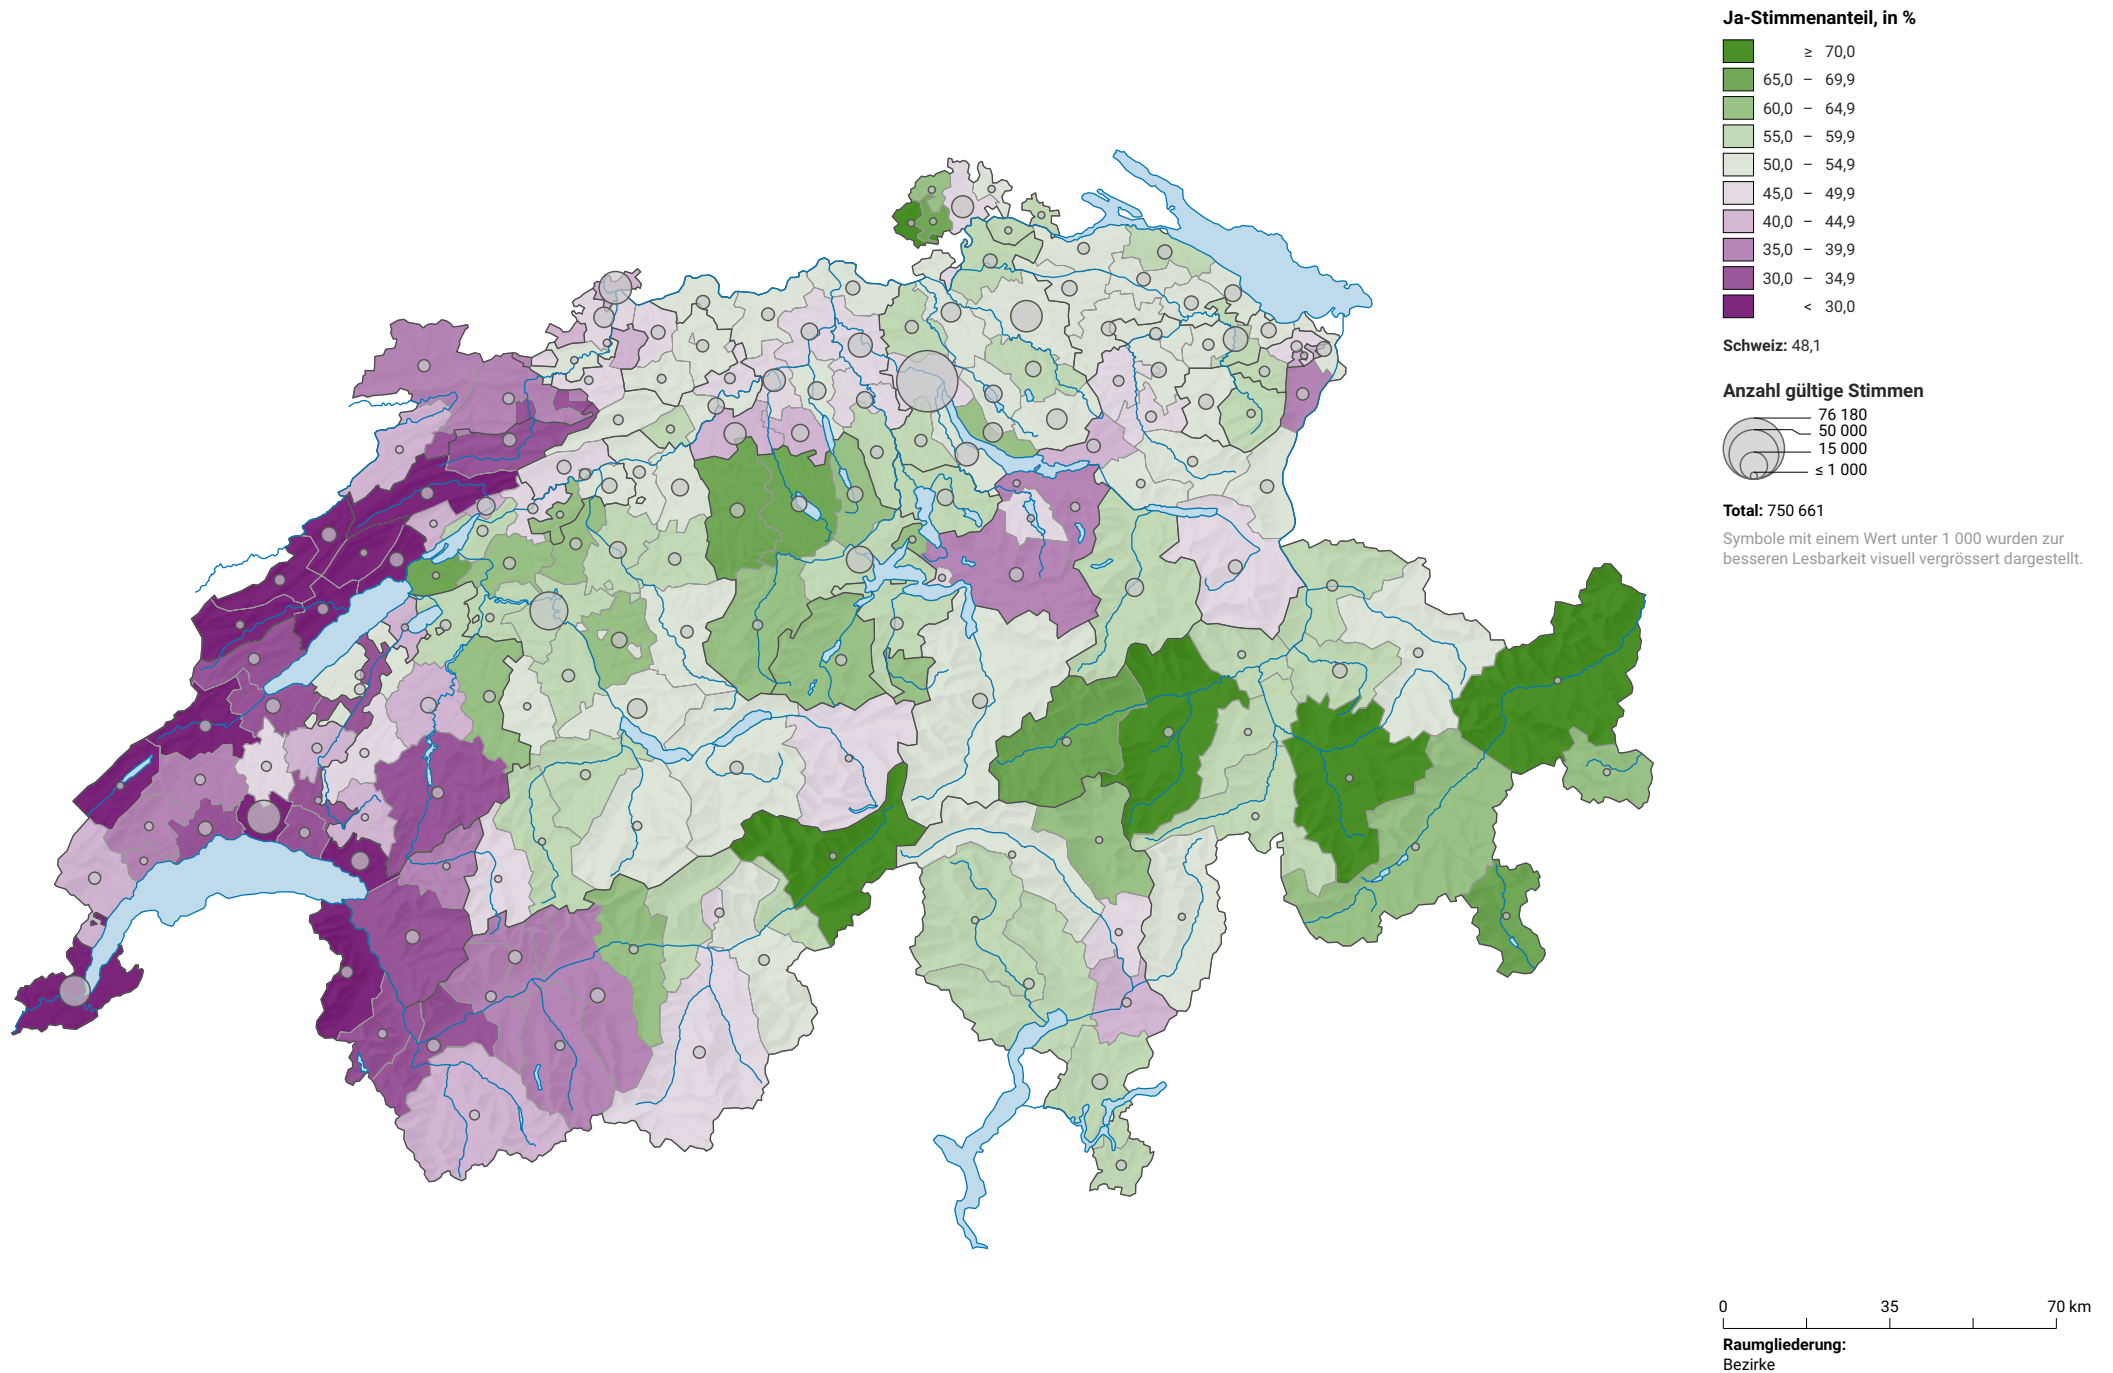 Ja-Stimmenanteil, in %
≥ 70,0
65,0 – 69,9
60,0 – 64,9
55,0 – 59,9
50,0 – 54,9
45,0 – 49,9
40,0 – 44,9
35,0 – 39,9
30,0 – 34,9
< 30,0
Schweiz: 48,1
Anzahl gültige Stimmen
76 180
50 000
15 000
≤ 1 000
Total: 750 661
Symbole mit einem Wert unter 1 000 wurden zur
besseren Lesbarkeit visuell vergrössert dargestellt.
0 35 70 km
Raumgliederung:
Bezirke